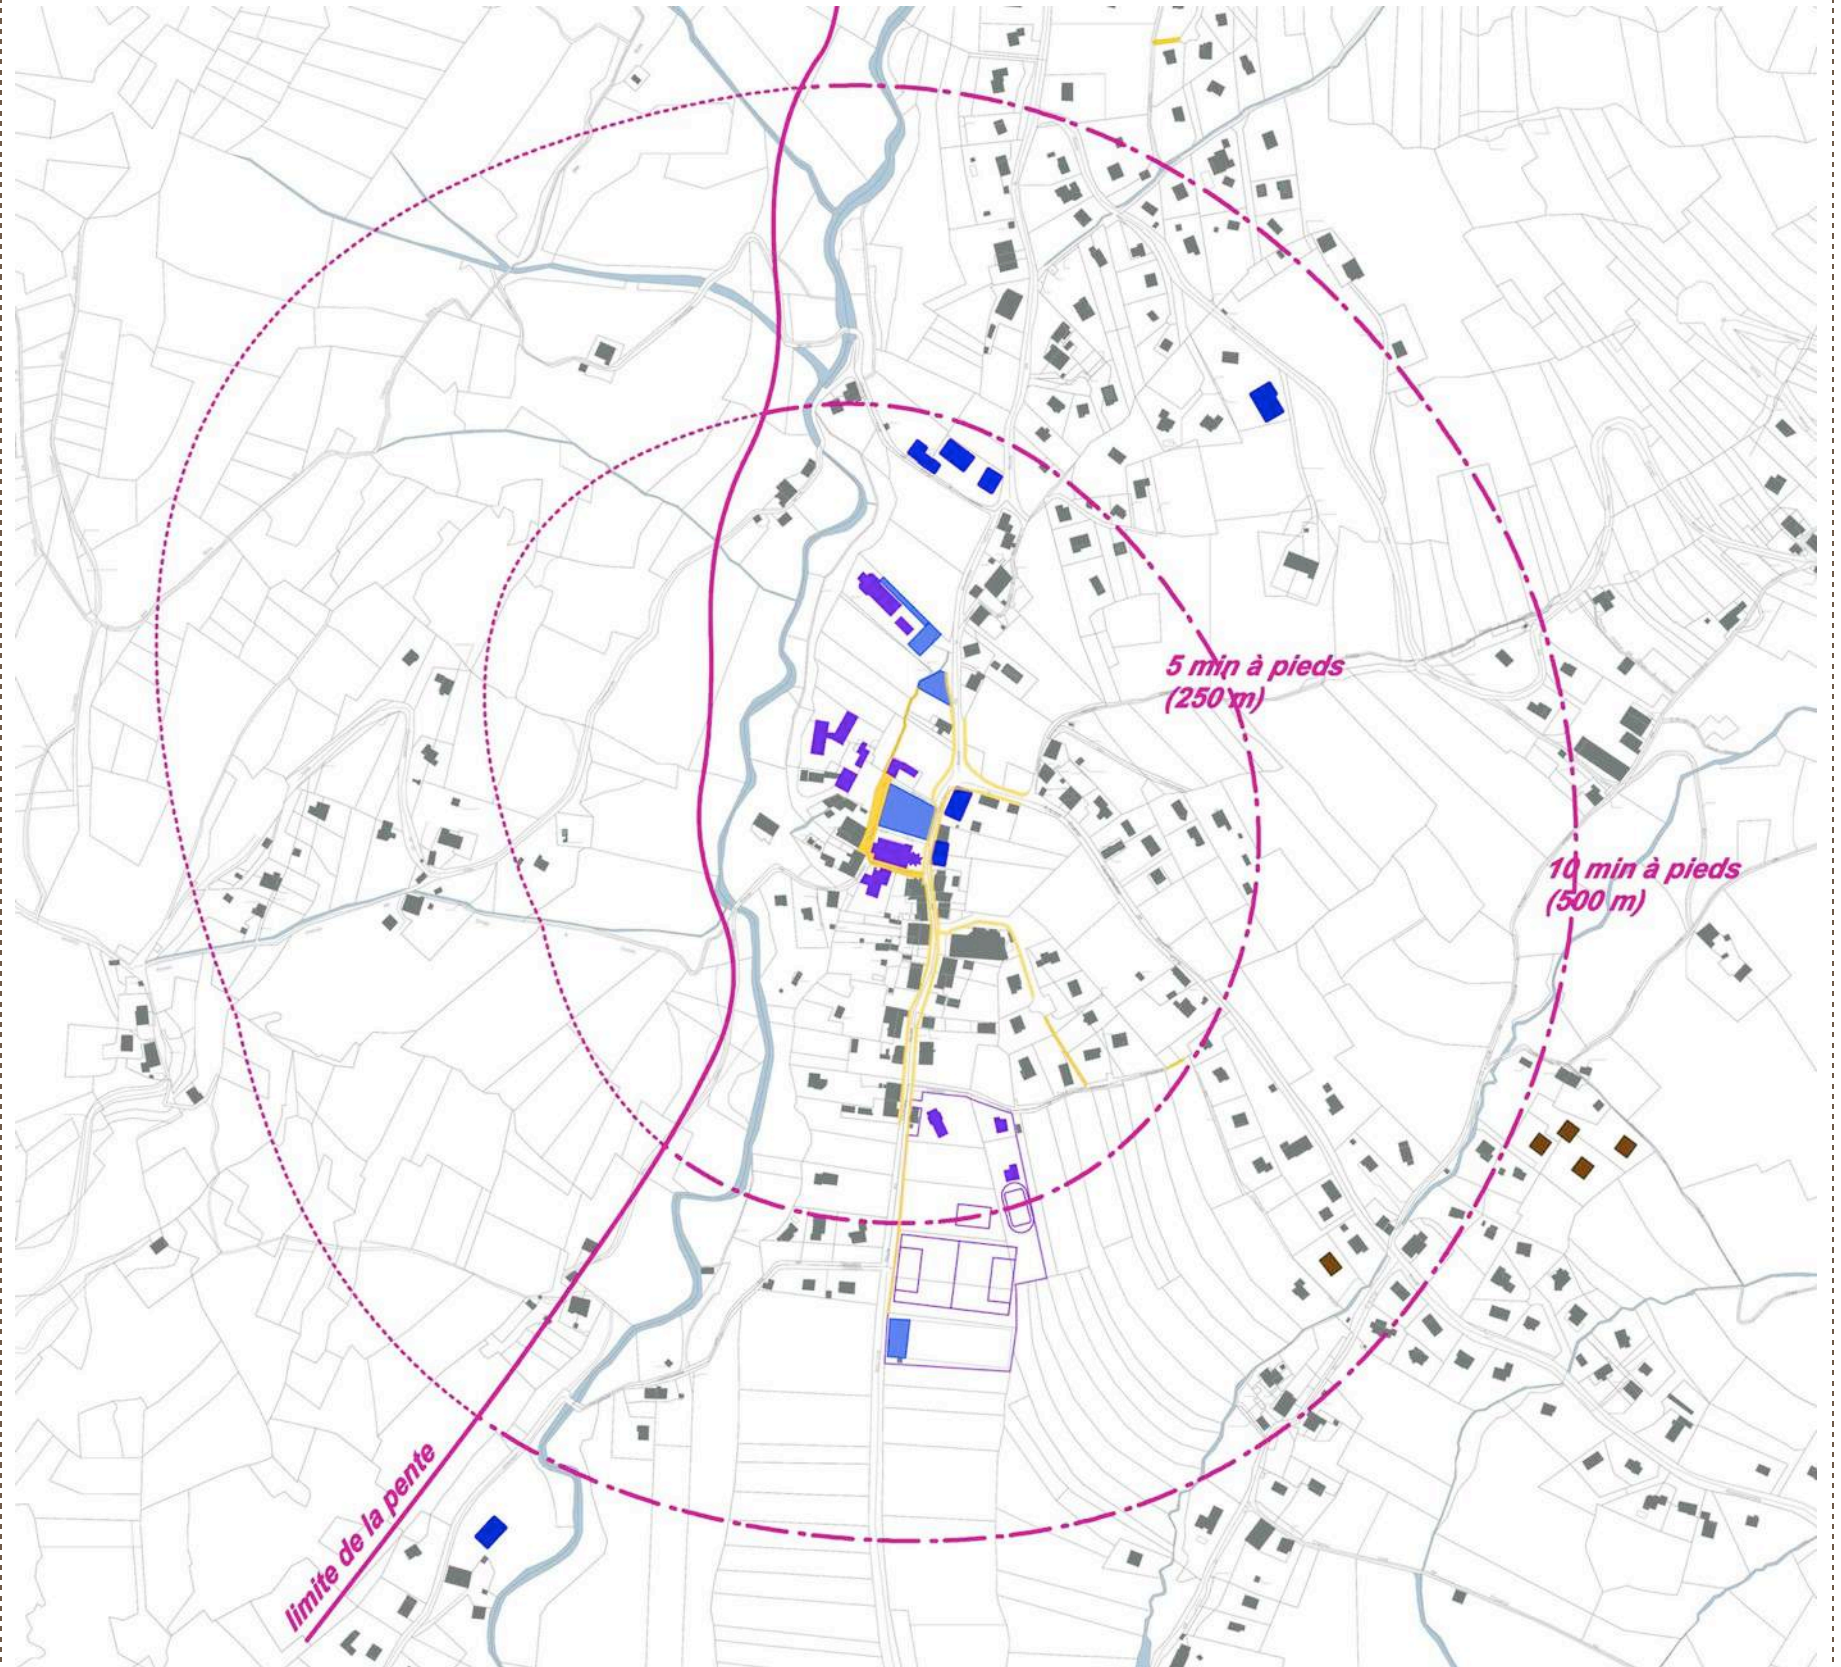 5 min à pieds
(250 m)
10 min à pieds
(500 m)
limite de la pente